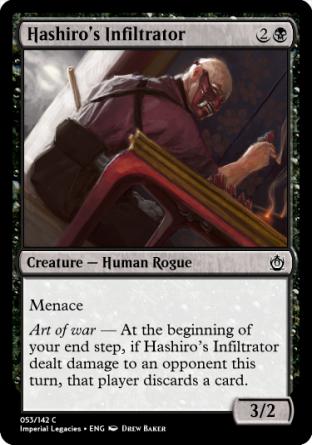 Hashiro's Infiltrator 2
Creature — Human Rogue
Menace
Art of war — At the beginning of
your end step, if Hashiro's Infiltrator
dealt damage to an opponent this
turn, that player discards a card.
3/2
053/142 C
Imperial Legacies • ENG Drew Baker